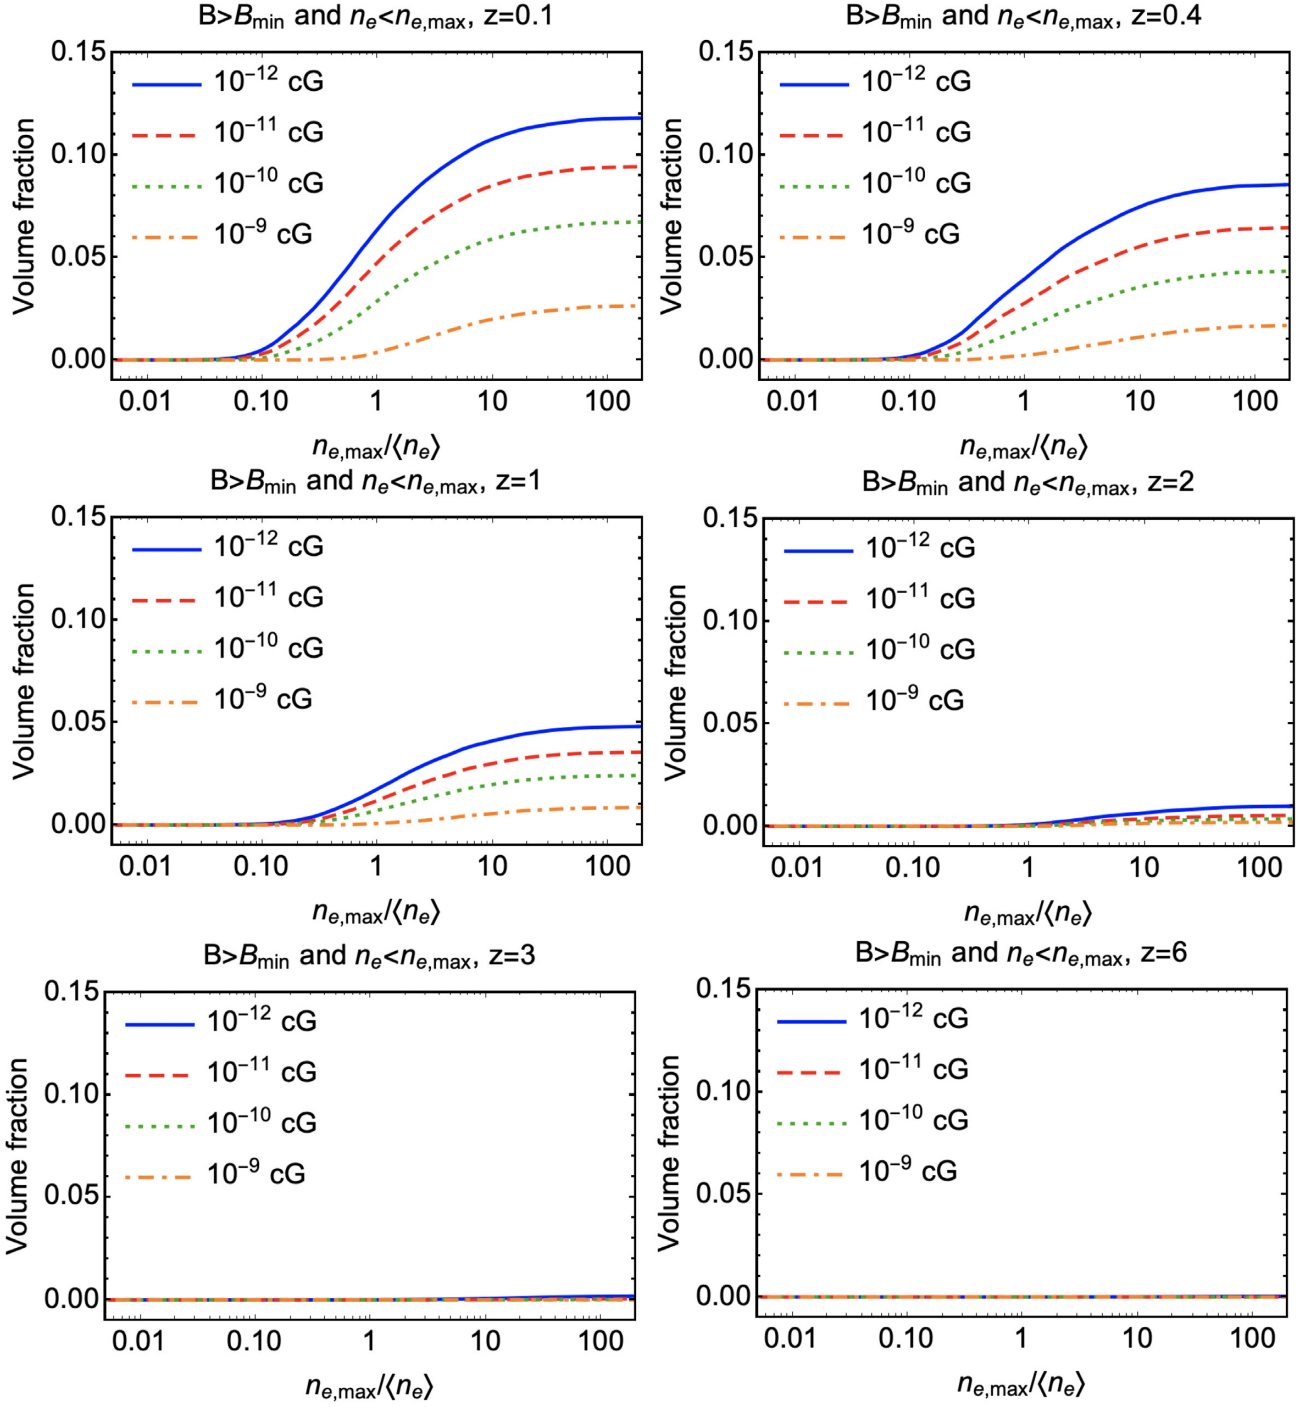 B>Bmin and ne<ne,max, z=0.1
0.15
0.10
0.05
0.00
Volume fraction
10⁻¹² cG
10⁻¹¹ cG
10⁻¹⁰ cG
10⁻⁹ cG
0.01 0.10 1 10 100
ne,max/⟨ne⟩
B>Bmin and ne<ne,max, z=0.4
0.15
0.10
0.05
0.00
Volume fraction
10⁻¹² cG
10⁻¹¹ cG
10⁻¹⁰ cG
10⁻⁹ cG
0.01 0.10 1 10 100
ne,max/⟨ne⟩
B>Bmin and ne<ne,max, z=1
0.15
0.10
0.05
0.00
Volume fraction
10⁻¹² cG
10⁻¹¹ cG
10⁻¹⁰ cG
10⁻⁹ cG
0.01 0.10 1 10 100
ne,max/⟨ne⟩
B>Bmin and ne<ne,max, z=2
0.15
0.10
0.05
0.00
Volume fraction
10⁻¹² cG
10⁻¹¹ cG
10⁻¹⁰ cG
10⁻⁹ cG
0.01 0.10 1 10 100
ne,max/⟨ne⟩
B>Bmin and ne<ne,max, z=3
0.15
0.10
0.05
0.00
Volume fraction
10⁻¹² cG
10⁻¹¹ cG
10⁻¹⁰ cG
10⁻⁹ cG
0.01 0.10 1 10 100
ne,max/⟨ne⟩
B>Bmin and ne<ne,max, z=6
0.15
0.10
0.05
0.00
Volume fraction
10⁻¹² cG
10⁻¹¹ cG
10⁻¹⁰ cG
10⁻⁹ cG
0.01 0.10 1 10 100
ne,max/⟨ne⟩